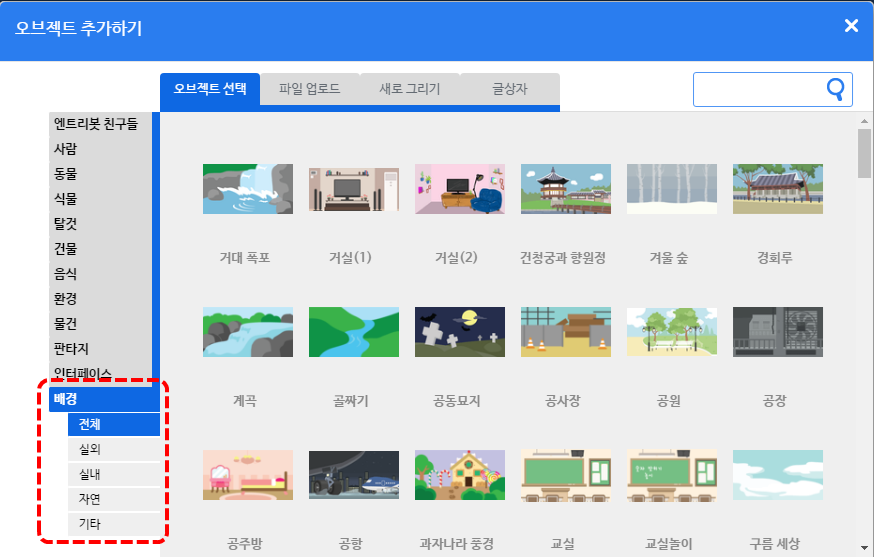 오브젝트 추가하기
오브젝트 선택 파일 업로드 새로 그리기 글상자
엔트리봇 친구들
사람
동물
식물
탈것
건물
음식
환경
물건
판타지
인터페이스
배경
전체
실외
실내
자연
기타
거대 폭포 거실(1) 거실(2) 건청궁과 향원정 겨울 숲 경회루
계곡 골짜기 공동묘지 공사장 공원 공장
공주방 공항 과자나라 풍경 교실 교실놀이 구름 세상